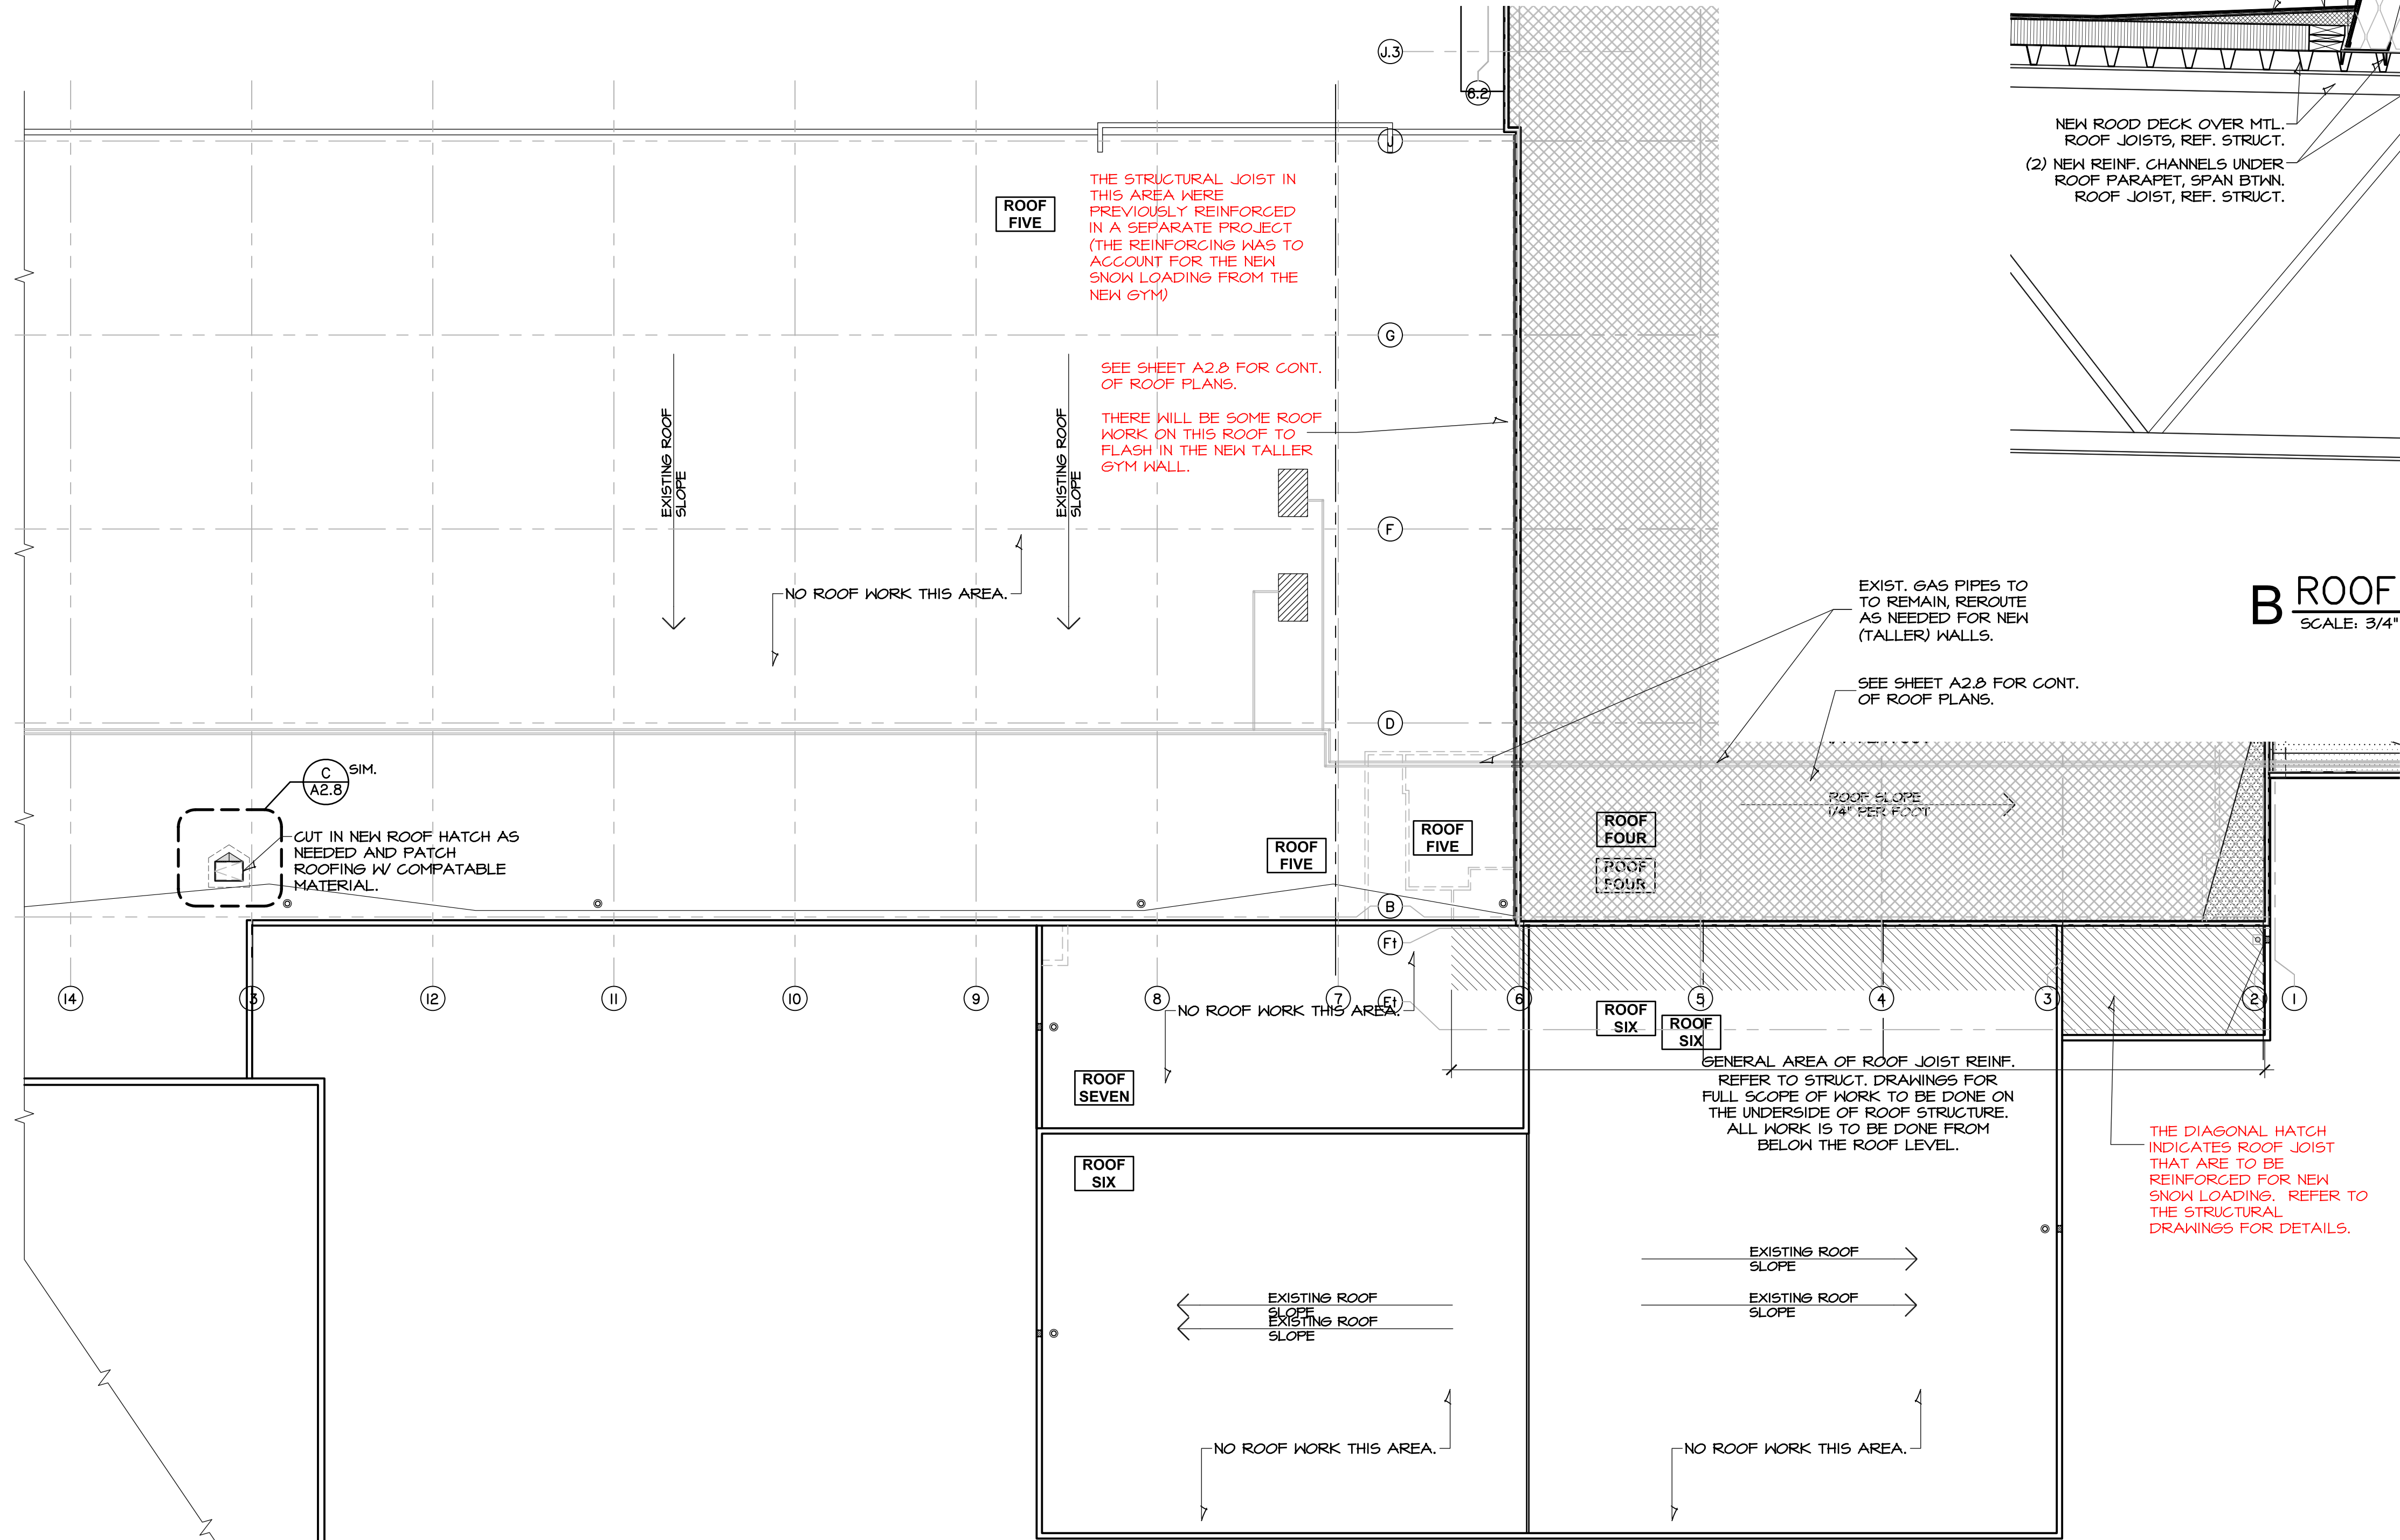 J.3
6.2
NEW ROOD DECK OVER MTL.
ROOF JOISTS, REF. STRUCT.
(2) NEW REINF. CHANNELS UNDER
ROOF PARAPET, SPAN BTWN.
ROOF JOIST, REF. STRUCT.
J
THE STRUCTURAL JOIST IN
THIS AREA WERE
PREVIOUSLY REINFORCED
IN A SEPARATE PROJECT
(THE REINFORCING WAS TO
ACCOUNT FOR THE NEW
SNOW LOADING FROM THE
NEW GYM)
ROOF
FIVE
G
SEE SHEET A2.8 FOR CONT.
OF ROOF PLANS.
THERE WILL BE SOME ROOF
WORK ON THIS ROOF TO
FLASH IN THE NEW TALLER
GYM WALL.
EXISTING ROOF
SLOPE
EXISTING ROOF
SLOPE
F
NO ROOF WORK THIS AREA.
EXIST. GAS PIPES TO
TO REMAIN, REROUTE
AS NEEDED FOR NEW
(TALLER) WALLS.
B ROOF
SCALE: 3/4"
SEE SHEET A2.8 FOR CONT.
OF ROOF PLANS.
D
C
A2.8
SIM.
CUT IN NEW ROOF HATCH AS
NEEDED AND PATCH
ROOFING W/ COMPATABLE
MATERIAL.
ROOF SLOPE
1/4" PER FOOT
ROOF
FIVE
ROOF
FIVE
ROOF
FOUR
ROOF
FOUR
B
Ft
Et
14
13
12
11
10
9
8
7
6
5
4
3
2
1
NO ROOF WORK THIS AREA.
ROOF
SIX
ROOF
SIX
GENERAL AREA OF ROOF JOIST REINF.
REFER TO STRUCT. DRAWINGS FOR
FULL SCOPE OF WORK TO BE DONE ON
THE UNDERSIDE OF ROOF STRUCTURE.
ALL WORK IS TO BE DONE FROM
BELOW THE ROOF LEVEL.
ROOF
SEVEN
ROOF
SIX
THE DIAGONAL HATCH
INDICATES ROOF JOIST
THAT ARE TO BE
REINFORCED FOR NEW
SNOW LOADING. REFER TO
THE STRUCTURAL
DRAWINGS FOR DETAILS.
EXISTING ROOF
SLOPE
EXISTING ROOF
SLOPE
EXISTING ROOF
SLOPE
EXISTING ROOF
SLOPE
NO ROOF WORK THIS AREA.
NO ROOF WORK THIS AREA.